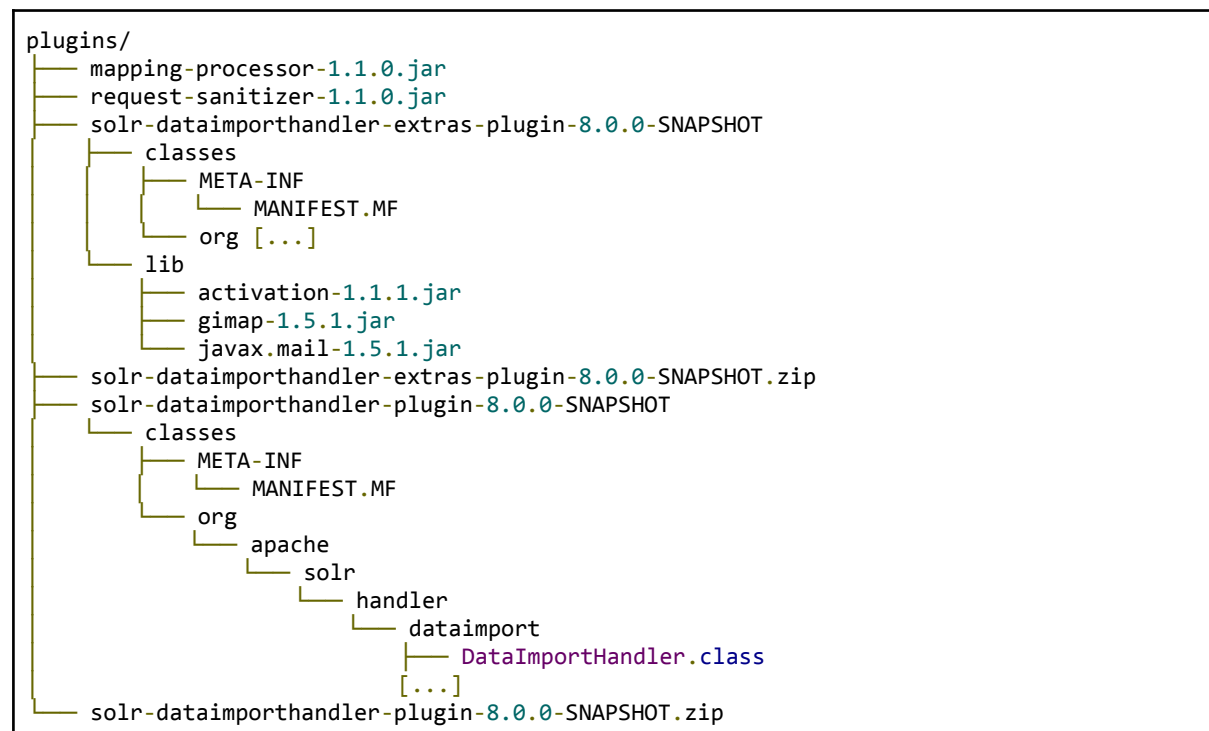 plugins/
├── mapping-processor-1.1.0.jar
├── request-sanitizer-1.1.0.jar
├── solr-dataimporthandler-extras-plugin-8.0.0-SNAPSHOT
│   ├── classes
│   │   ├── META-INF
│   │   │   └── MANIFEST.MF
│   │   └── org [...]
│   └── lib
│       ├── activation-1.1.1.jar
│       ├── gimap-1.5.1.jar
│       └── javax.mail-1.5.1.jar
├── solr-dataimporthandler-extras-plugin-8.0.0-SNAPSHOT.zip
├── solr-dataimporthandler-plugin-8.0.0-SNAPSHOT
│   └── classes
│       ├── META-INF
│       │   └── MANIFEST.MF
│       └── org
│           └── apache
│               └── solr
│                   └── handler
│                       └── dataimport
│                           ├── DataImportHandler.class
│                           [...]
└── solr-dataimporthandler-plugin-8.0.0-SNAPSHOT.zip